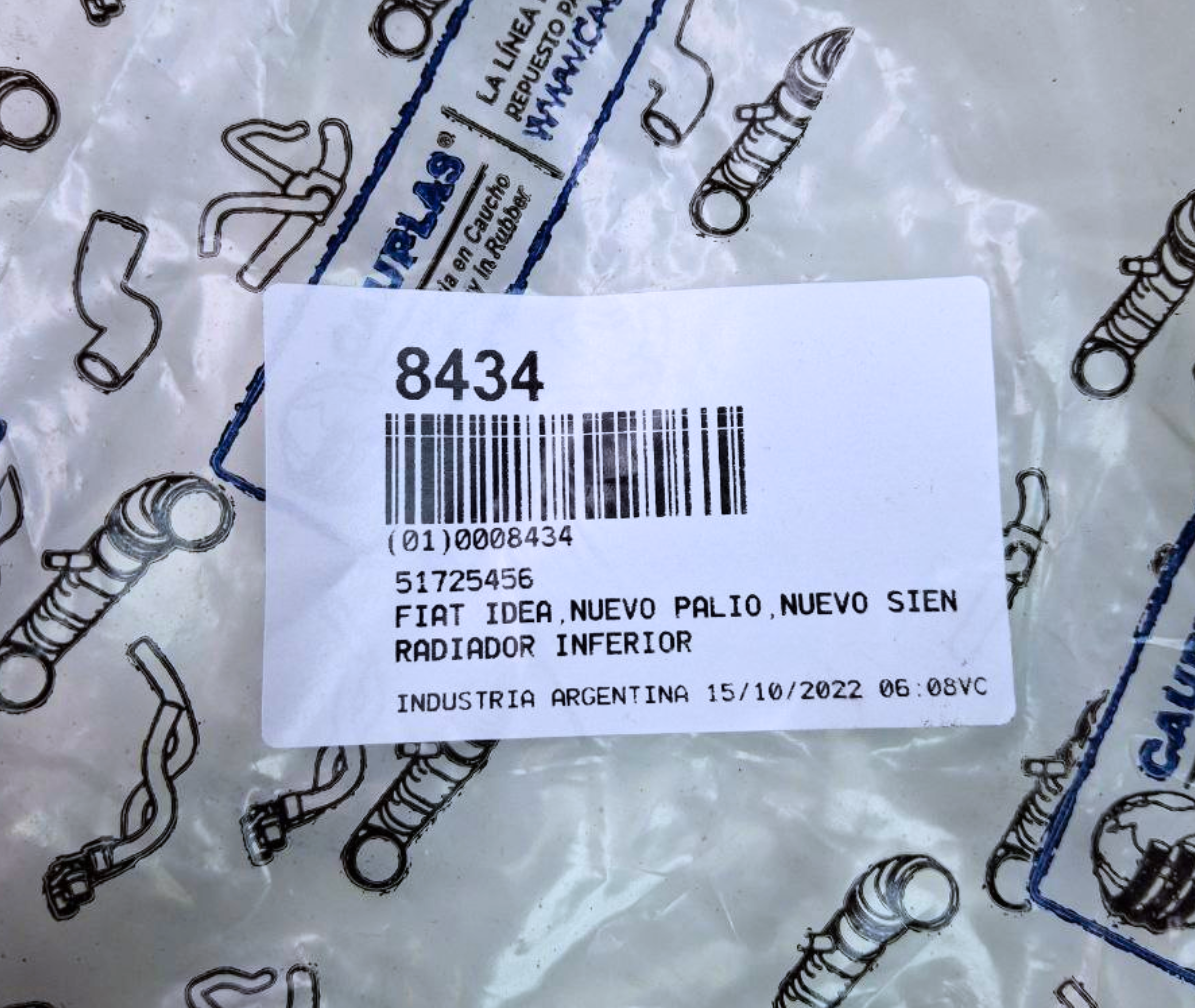 LA LÍNEA
REPUESTO
UPLAS®
en Caucho
y in Rubber
8434
(01)0008434
51725456
FIAT IDEA,NUEVO PALIO,NUEVO SIEN
RADIADOR INFERIOR
INDUSTRIA ARGENTINA 15/10/2022 06:08VC